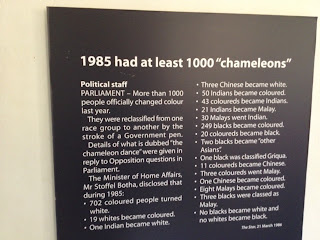 1985 had at least 1000 "chameleons"
Political staff
PARLIAMENT – More than 1000
people officially changed colour
last year.
They were reclassified from one
race group to another by the
stroke of a Government pen.
Details of what is dubbed "the
chameleon dance" were given in
reply to Opposition questions in
Parliament.
The Minister of Home Affairs,
Mr Stoffel Botha, disclosed that
during 1985:
• 702 coloured people turned
white.
• 19 whites became coloured.
• One Indian became white.
• Three Chinese became white.
• 50 Indians became coloured.
• 43 coloureds became Indians.
• 21 Indians became Malay.
• 30 Malays went Indian.
• 249 blacks became coloured.
• 20 coloureds became black.
• Two blacks became "other
Asians".
• One black was classified Griqua.
• 11 coloureds became Chinese.
• Three coloureds went Malay.
• One Chinese became coloured.
• Eight Malays became coloured.
• Three blacks were classed as
Malay.
• No blacks became white and
no whites became black.
The Star, 21 March 1986